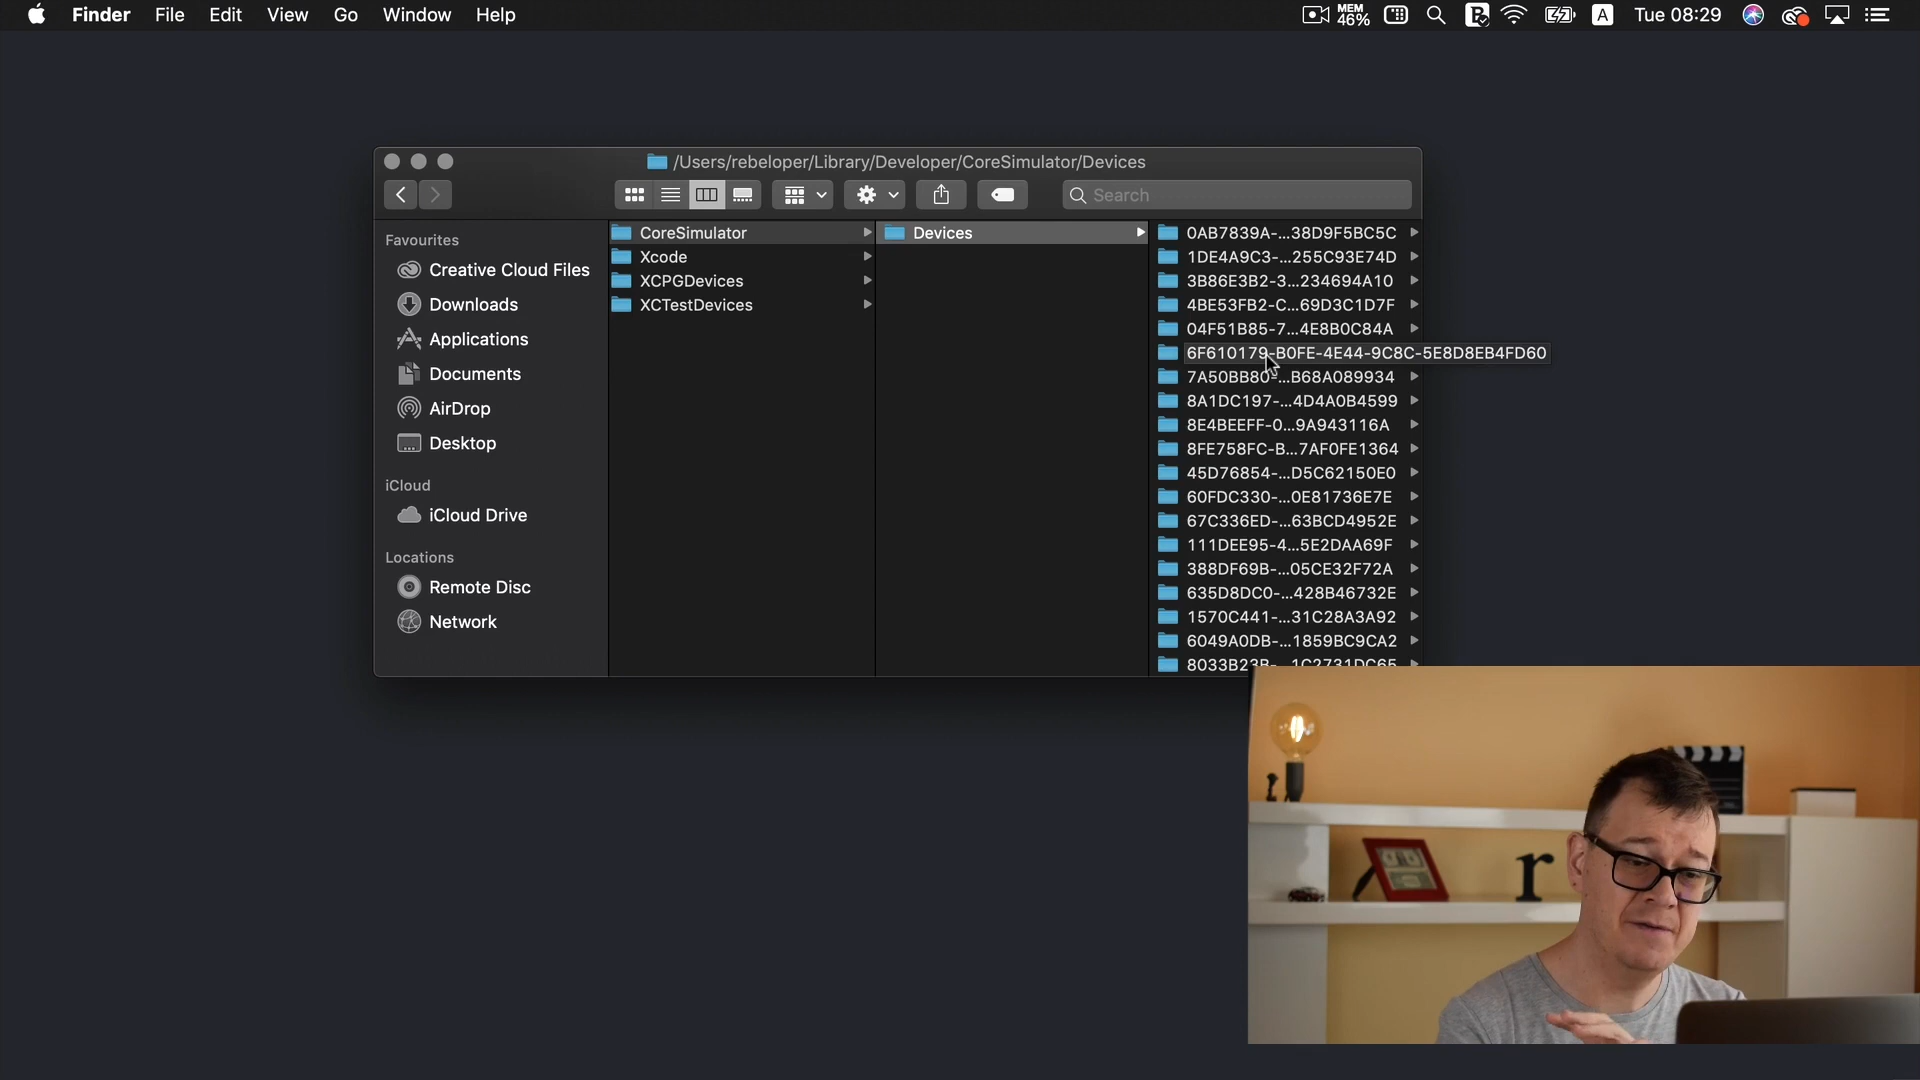 Finder File Edit View Go Window Help MEM 46% A Tue 08:29
/Users/rebeloper/Library/Developer/CoreSimulator/Devices
Search
Favourites
Creative Cloud Files
Downloads
Applications
Documents
AirDrop
Desktop
iCloud
iCloud Drive
Locations
Remote Disc
Network
CoreSimulator
Xcode
XCPGDevices
XCTestDevices
Devices
0AB7839A-...38D9F5BC5C
1DE4A9C3-...255C93E74D
3B86E3B2-3...234694A10
4BE53FB2-C...69D3C1D7F
04F51B85-7...4E8B0C84A
6F610179-B0FE-4E44-9C8C-5E8D8EB4FD60
7A50BB80-...B68A089934
8A1DC197-...4D4A0B4599
8E4BEEFF-0...9A943116A
8FE758FC-B...7AF0FE1364
45D76854-...D5C62150E0
60FDC330-...0E81736E7E
67C336ED-...63BCD4952E
111DEE95-4...5E2DAA69F
388DF69B-...05CE32F72A
635D8DC0-...428B46732E
1570C441-...31C28A3A92
6049A0DB-...1859BC9CA2
8033B23B-...1C2731DC65
r